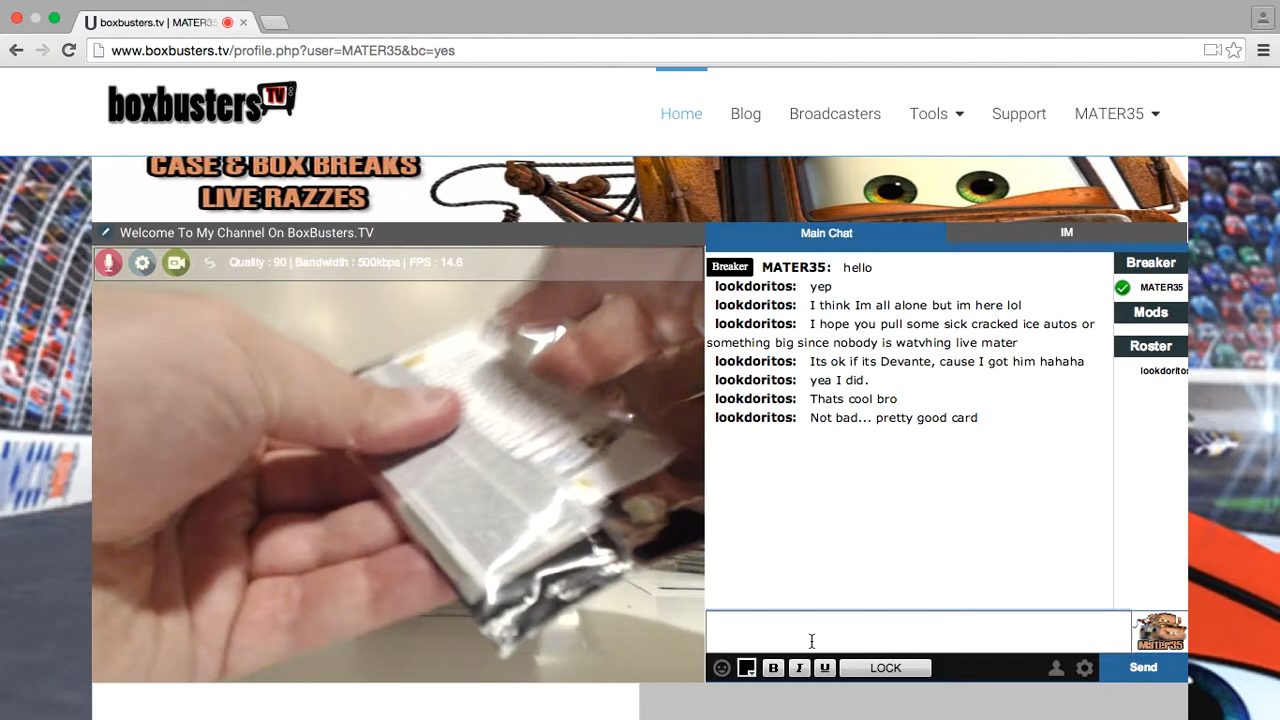 boxbusters.tv | MATER35
www.boxbusters.tv/profile.php?user=MATER35&bc=yes
boxbusters TV
Home Blog Broadcasters Tools Support MATER35
CASE & BOX BREAKS
LIVE RAZZES
Welcome To My Channel On BoxBusters.TV
Quality : 90 | Bandwidth : 500kbps | FPS : 14.6
Main Chat IM
Breaker MATER35: hello
lookdoritos: yep
lookdoritos: I think Im all alone but im here lol
lookdoritos: I hope you pull some sick cracked ice autos or
something big since nobody is watvhing live mater
lookdoritos: Its ok if its Devante, cause I got him hahaha
lookdoritos: yea I did.
lookdoritos: Thats cool bro
lookdoritos: Not bad... pretty good card
Breaker
MATER35
Mods
Roster
lookdoritos
Mater35
B I U LOCK Send